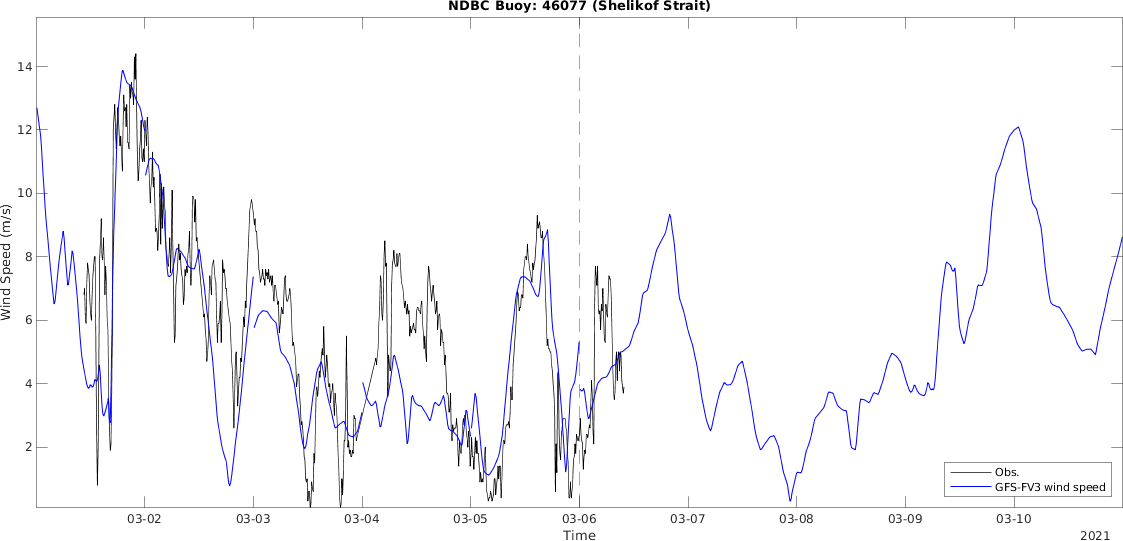 NDBC Buoy: 46077 (Shelikof Strait)
14
12
10
8
6
4
2
Wind Speed (m/s)
Obs.
GFS-FV3 wind speed
03-02 03-03 03-04 03-05 03-06 03-07 03-08 03-09 03-10
Time
2021